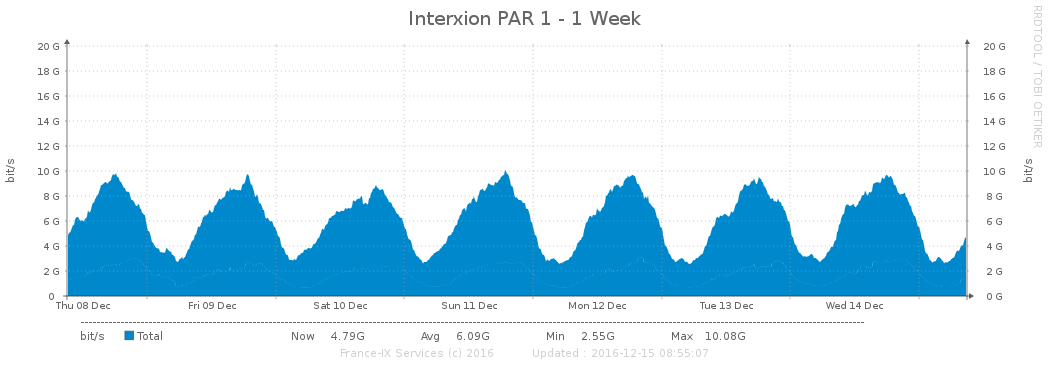 Interxion PAR 1 - 1 Week
RRDTOOL / TOBI OETIKER
bit/s
bit/s
20 G 20 G
18 G 18 G
16 G 16 G
14 G 14 G
12 G 12 G
10 G 10 G
8 G 8 G
6 G 6 G
4 G 4 G
2 G 2 G
0 0 G
Thu 08 Dec Fri 09 Dec Sat 10 Dec Sun 11 Dec Mon 12 Dec Tue 13 Dec Wed 14 Dec
bit/s Total Now 4.79G Avg 6.09G Min 2.55G Max 10.08G
France-IX Services (c) 2016 Updated : 2016-12-15 08:55:07